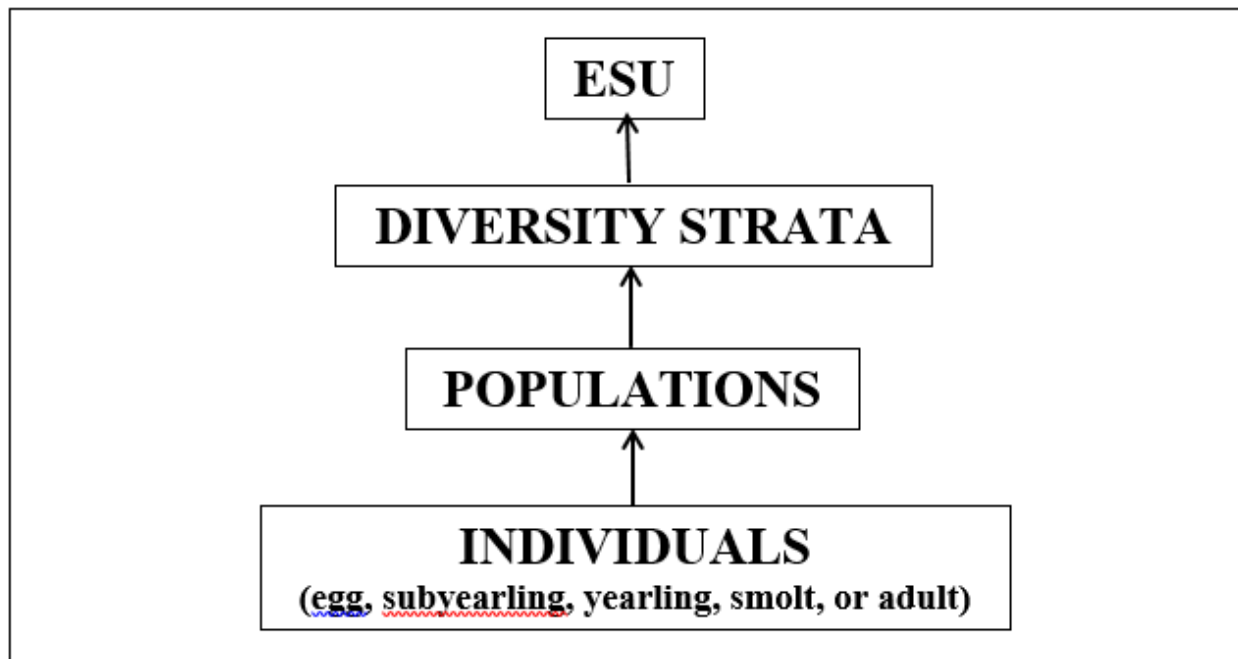 ESU
DIVERSITY STRATA
POPULATIONS
INDIVIDUALS
(egg, subyearling, yearling, smolt, or adult)